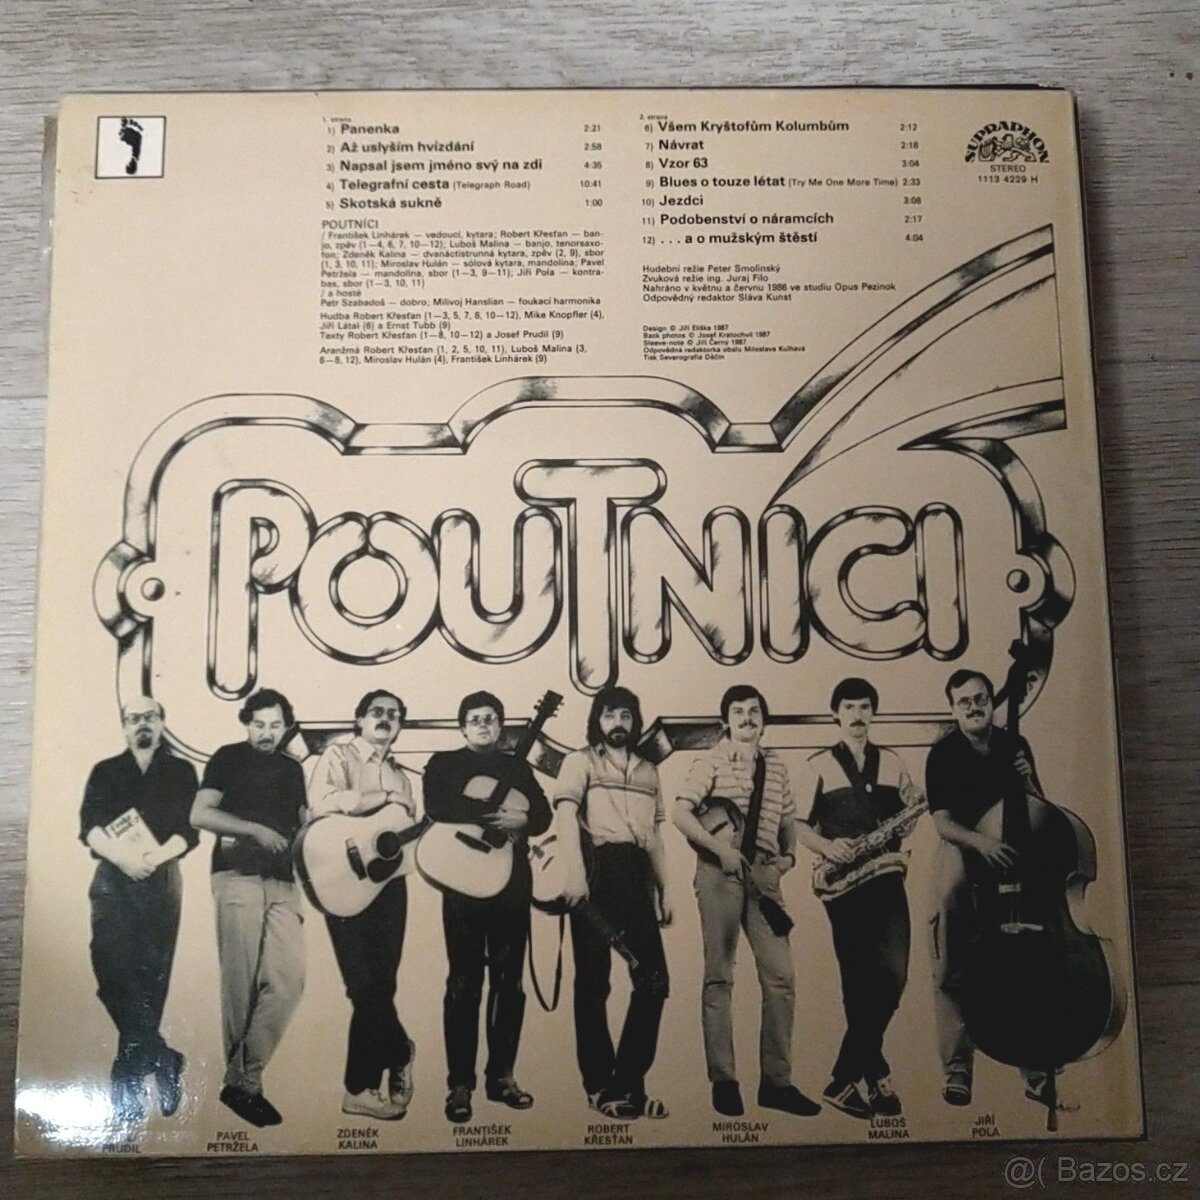 1. strana
1) Panenka 2:21
2) Až uslyším hvízdání 2:58
3) Napsal jsem jméno svý na zdi 4:35
4) Telegrafní cesta (Telegraph Road) 10:41
5) Skotská sukně 1:00
POUTNÍCI
/ František Linhárek — vedoucí, kytara; Robert Křesťan — ban-
jo, zpěv (1—4, 6, 7, 10—12); Luboš Malina — banjo, tenorsaxo-
fon; Zdeněk Kalina — dvanáctistrunná kytara, zpěv (2, 9), sbor
(1, 3, 10, 11); Miroslav Hulán — sólová kytara, mandolína; Pavel
Petržela — mandolína, sbor (1—3, 9—11); Jiří Pola — kontra-
bas, sbor (1—3, 10, 11)
/ a hosté
Petr Szabadoš — dobro; Milivoj Hanslian — foukací harmonika
Hudba Robert Křesťan (1—3, 5, 7, 8, 10—12), Mike Knopfler (4),
Jiří Látal (6) a Ernst Tubb (9)
Texty Robert Křesťan (1—8, 10—12) a Josef Prudil (9)
Aranžmá Robert Křesťan (1, 2, 5, 10, 11), Luboš Malina (3,
6—8, 12), Miroslav Hulán (4), František Linhárek (9)
2. strana
6) Všem Kryštofům Kolumbům 2:12
7) Návrat 2:18
8) Vzor 63 3:04
9) Blues o touze létat (Try Me One More Time) 2:33
10) Jezdci 3:08
11) Podobenství o náramcích 2:17
12) . . . a o mužským štěstí 4:04
Hudební režie Peter Smolinský
Zvuková režie ing. Juraj Filo
Nahráno v květnu a červnu 1986 ve studiu Opus Pezinok
Odpovědný redaktor Sláva Kunst
Design © Jiří Eliška 1987
Back photos © Josef Kratochvíl 1987
Sleeve-note © Jiří Černý 1987
Odpovědná redaktorka obalu Miloslava Kulhavá
Tisk Severografia Děčín
SUPRAPHON
STEREO
1113 4229 H
POUTNÍCI
PRUDIL
PAVEL
PETRŽELA
ZDENĚK
KALINA
FRANTIŠEK
LINHÁREK
ROBERT
KŘESŤAN
MIROSLAV
HULÁN
LUBOŠ
MALINA
JIŘÍ
POLA
@( Bazos.cz